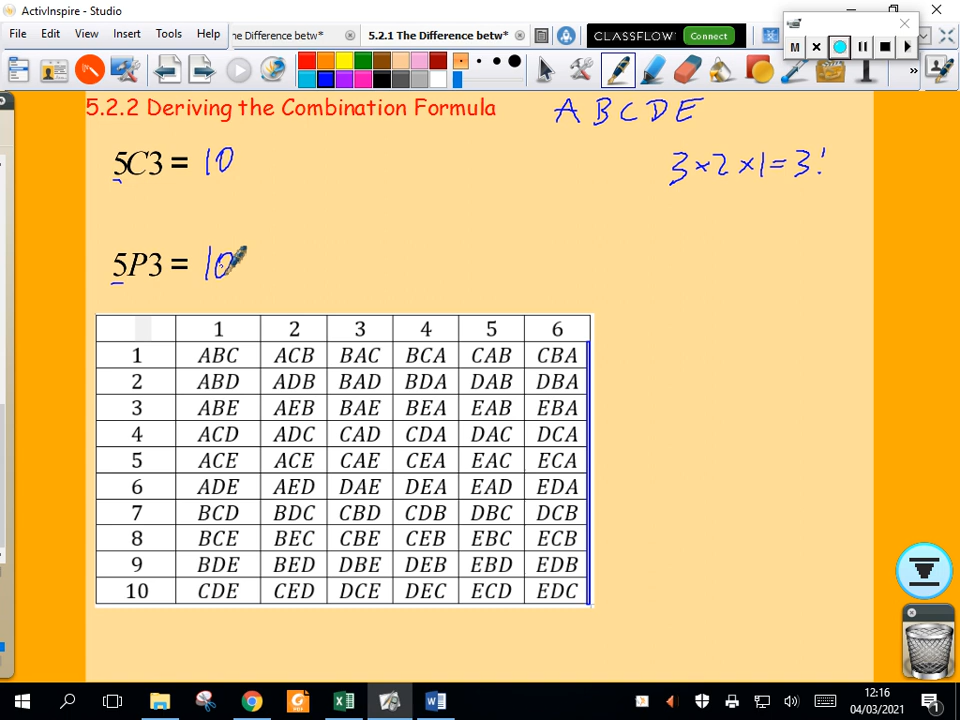 ActivInspire - Studio
File Edit View Insert Tools Help
he Difference betw*
5.2.1 The Difference betw*
CLASSFLOW Connect
M
5.2.2 Deriving the Combination Formula
A B C D E
5C3 = 10
3 × 2 × 1 = 3!
5P3 = 10
1 2 3 4 5 6
1 ABC ACB BAC BCA CAB CBA
2 ABD ADB BAD BDA DAB DBA
3 ABE AEB BAE BEA EAB EBA
4 ACD ADC CAD CDA DAC DCA
5 ACE ACE CAE CEA EAC ECA
6 ADE AED DAE DEA EAD EDA
7 BCD BDC CBD CDB DBC DCB
8 BCE BEC CBE CEB EBC ECB
9 BDE BED DBE DEB EBD EDB
10 CDE CED DCE DEC ECD EDC
12:16
04/03/2021